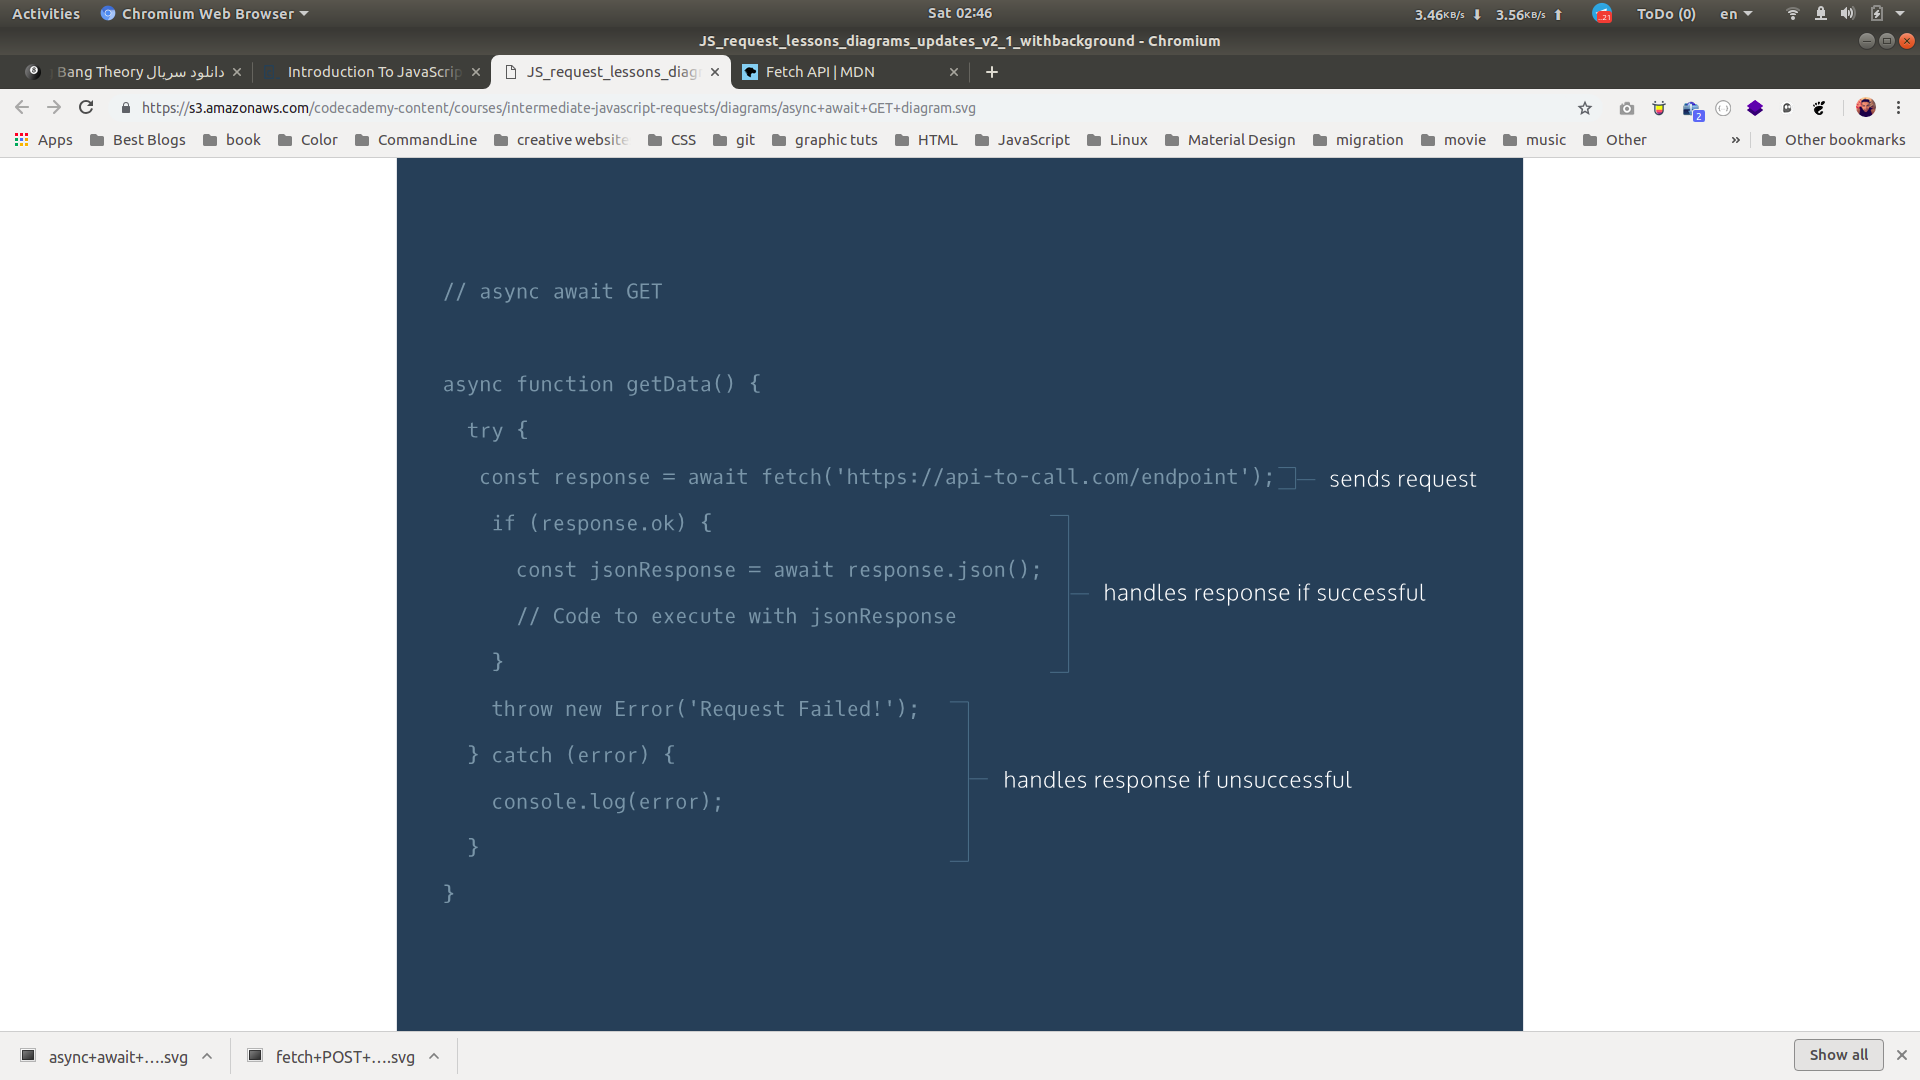 Activities
Chromium Web Browser
Sat 02:46
3.46KB/s
3.56KB/s
21
ToDo (0)
en
JS_request_lessons_diagrams_updates_v2_1_withbackground - Chromium
دانلود سریال Bang Theory
Introduction To JavaScrip
JS_request_lessons_diag
Fetch API | MDN
https://s3.amazonaws.com/codecademy-content/courses/intermediate-javascript-requests/diagrams/async+await+GET+diagram.svg
2
Apps
Best Blogs
book
Color
CommandLine
creative website
CSS
git
graphic tuts
HTML
JavaScript
Linux
Material Design
migration
movie
music
Other
»
Other bookmarks
// async await GET
async function getData() {
try {
const response = await fetch('https://api-to-call.com/endpoint');
sends request
if (response.ok) {
const jsonResponse = await response.json();
handles response if successful
// Code to execute with jsonResponse
}
throw new Error('Request Failed!');
} catch (error) {
handles response if unsuccessful
console.log(error);
}
}
async+await+....svg
fetch+POST+....svg
Show all